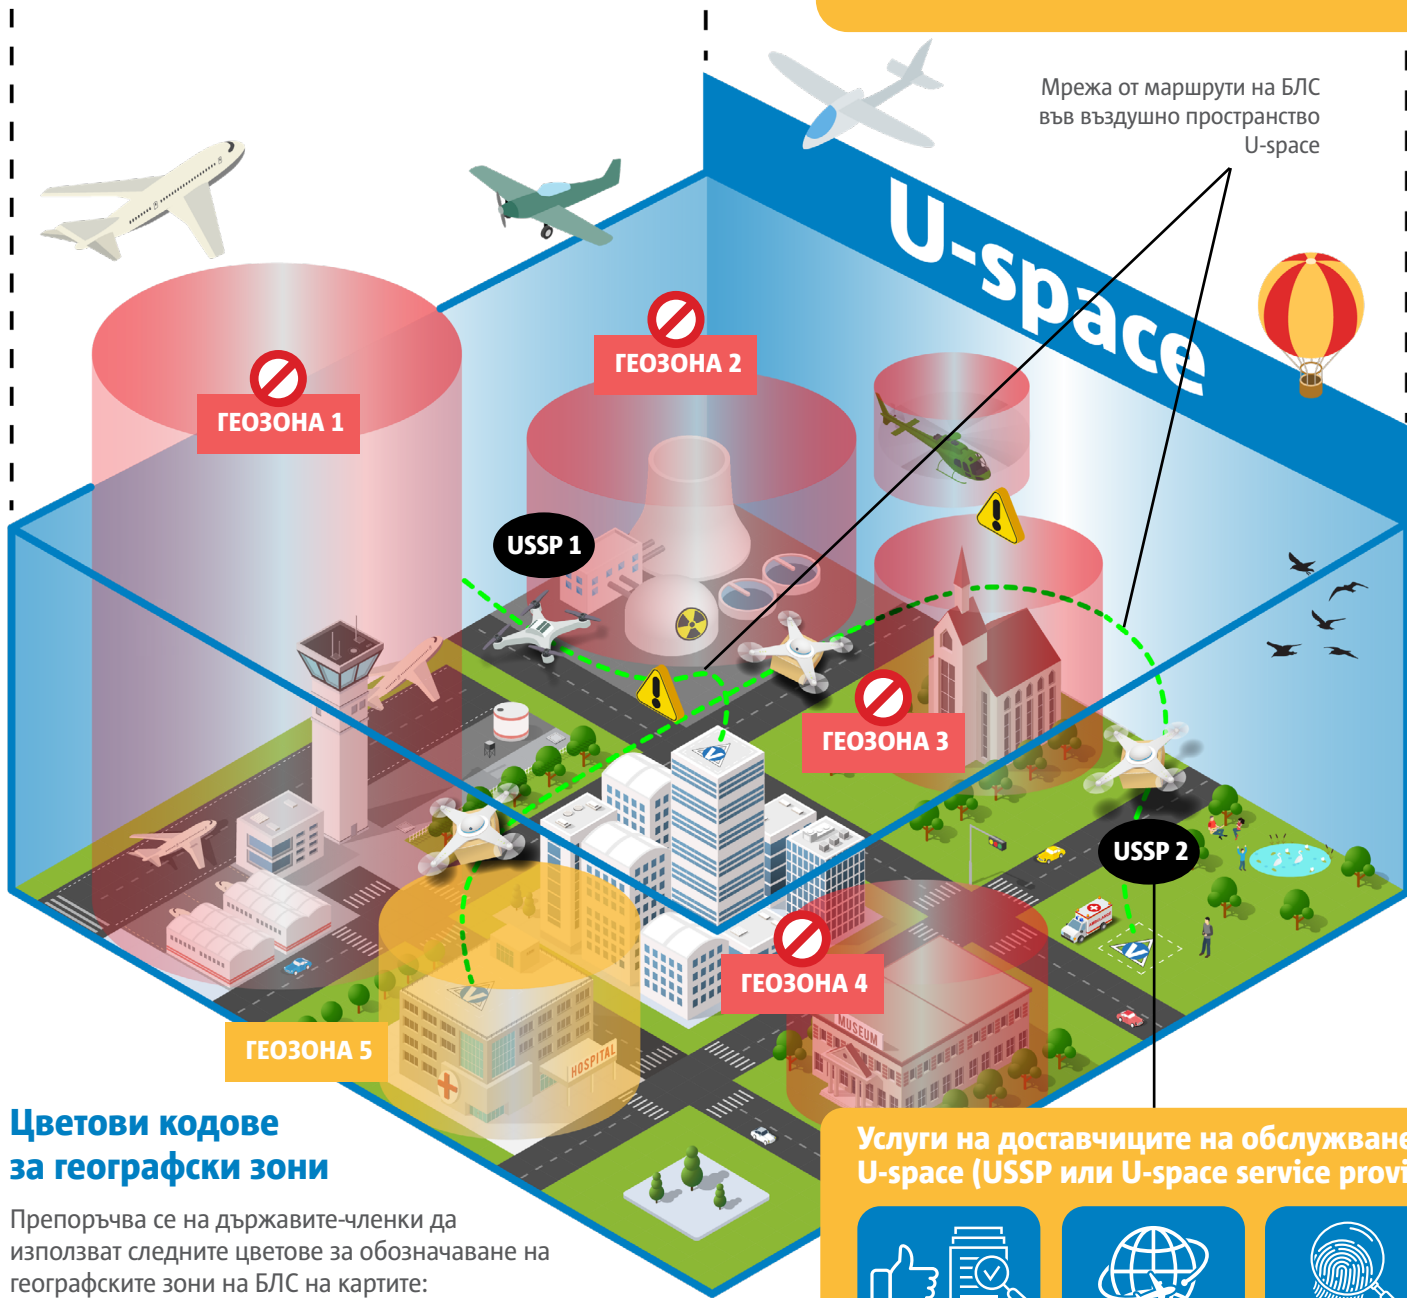 Мрежа от маршрути на БЛС
във въздушно пространство
U-space
U-space
ГЕОЗОНА 2
ГЕОЗОНА 1
USSP 1
ГЕОЗОНА 3
USSP 2
ГЕОЗОНА 4
ГЕОЗОНА 5
MUSEUM
HOSPITAL
AMBULANCE
V
V
V
Цветови кодове
за географски зони
Препоръчва се на държавите-членки да
използват следните цветове за обозначаване на
географските зони на БЛС на картите:
Услуги на доставчиците на обслужване
U-space (USSP или U-space service provi